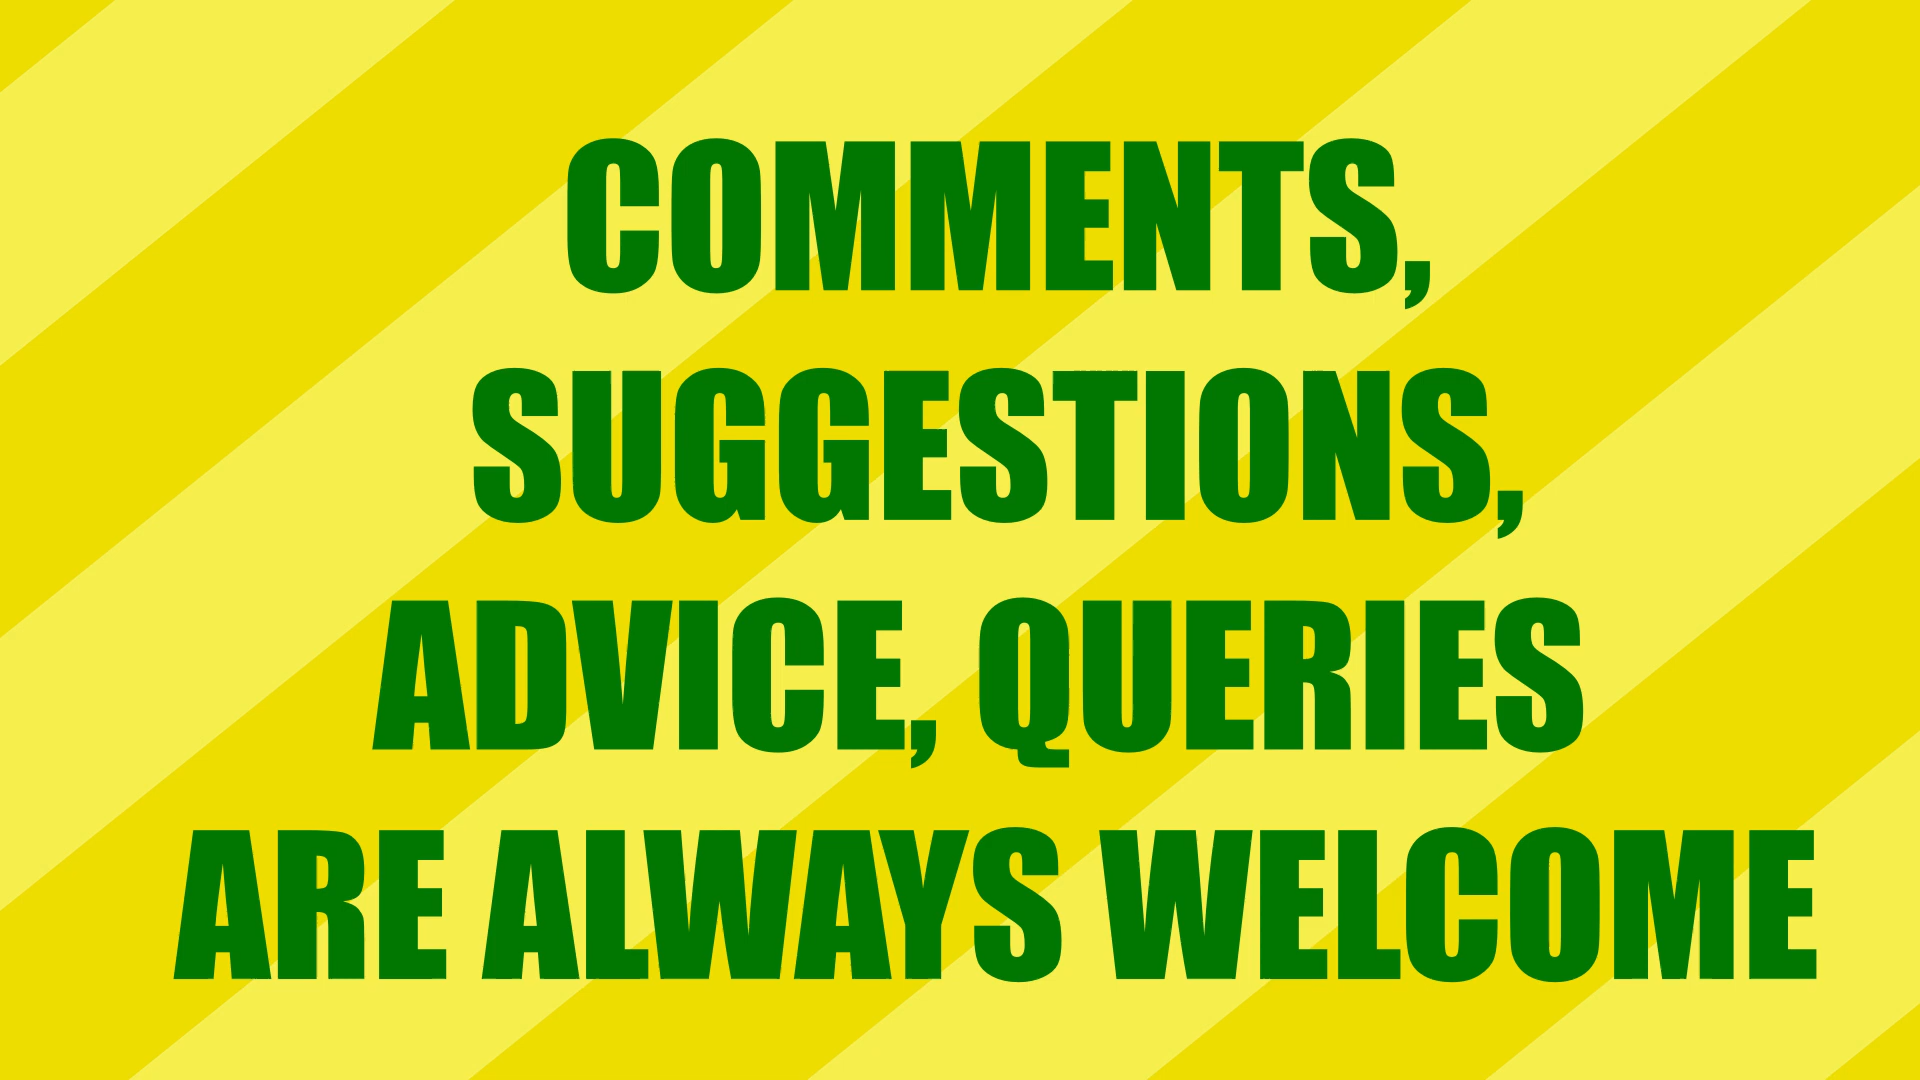 COMMENTS,
SUGGESTIONS,
ADVICE, QUERIES
ARE ALWAYS WELCOME